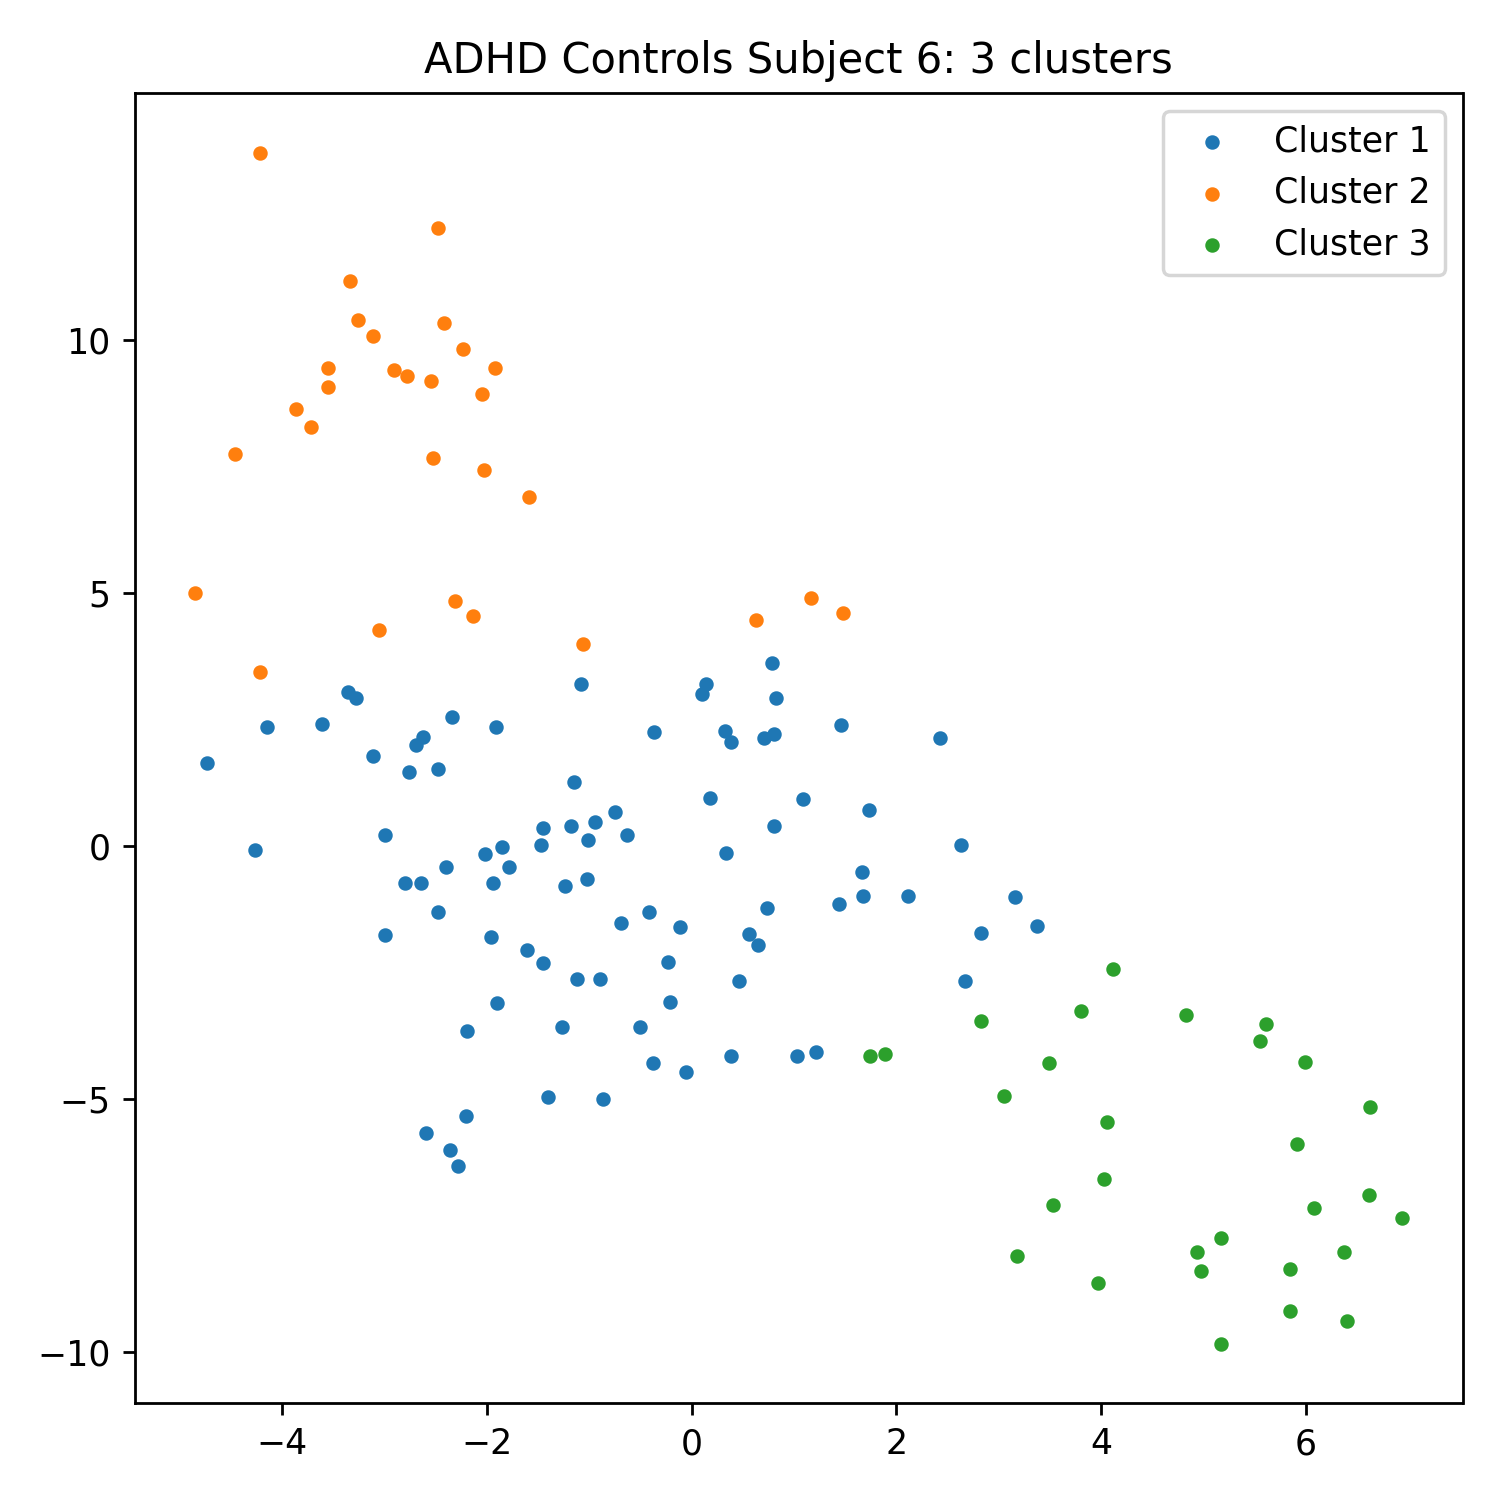 ADHD Controls Subject 6: 3 clusters
Cluster 1
Cluster 2
Cluster 3
10
5
0
−5
−10
−4 −2 0 2 4 6